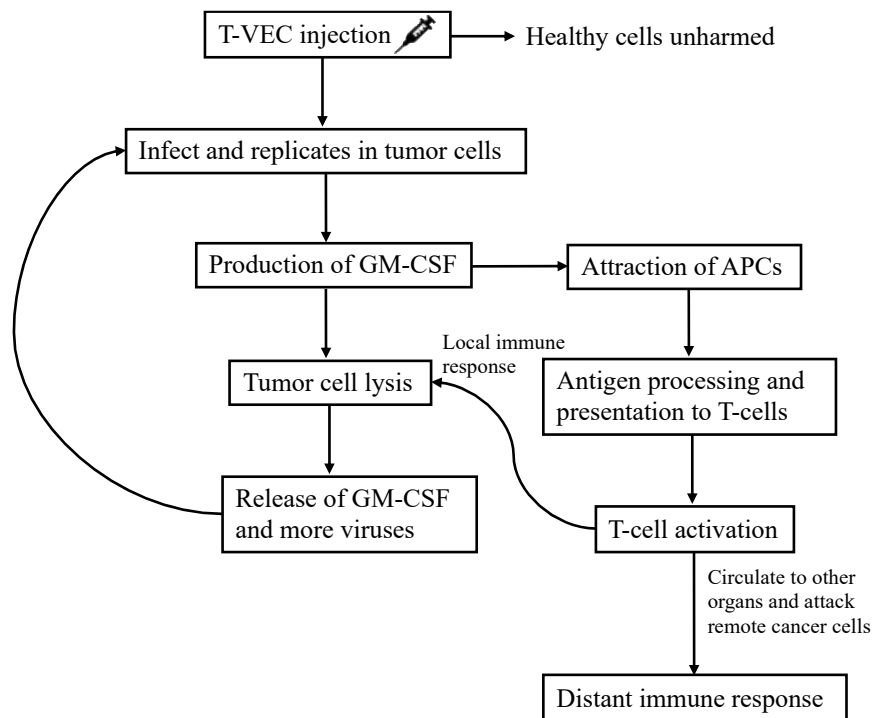 T-VEC injection
Healthy cells unharmed
Infect and replicates in tumor cells
Production of GM-CSF
Attraction of APCs
Local immune
response
Tumor cell lysis
Antigen processing and
presentation to T-cells
Release of GM-CSF
and more viruses
T-cell activation
Circulate to other
organs and attack
remote cancer cells
Distant immune response